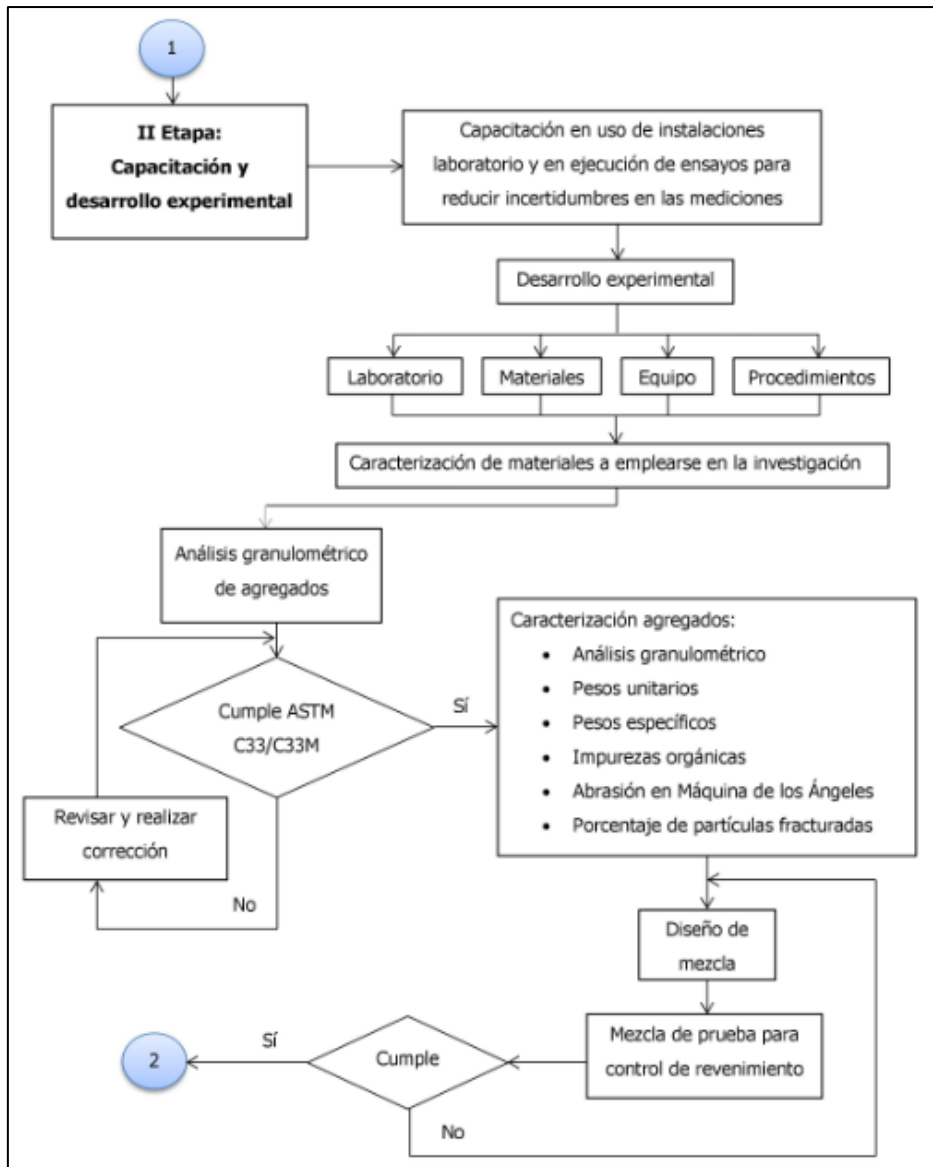 1
II Etapa:
Capacitación y
desarrollo experimental
Capacitación en uso de instalaciones
laboratorio y en ejecución de ensayos para
reducir incertidumbres en las mediciones
Desarrollo experimental
Laboratorio
Materiales
Equipo
Procedimientos
Caracterización de materiales a emplearse en la investigación
Análisis granulométrico
de agregados
Cumple ASTM
C33/C33M
Sí
No
Revisar y realizar
corrección
Caracterización agregados:
• Análisis granulométrico
• Pesos unitarios
• Pesos específicos
• Impurezas orgánicas
• Abrasión en Máquina de los Ángeles
• Porcentaje de partículas fracturadas
Diseño de
mezcla
Mezcla de prueba para
control de revenimiento
Cumple
Sí
No
2